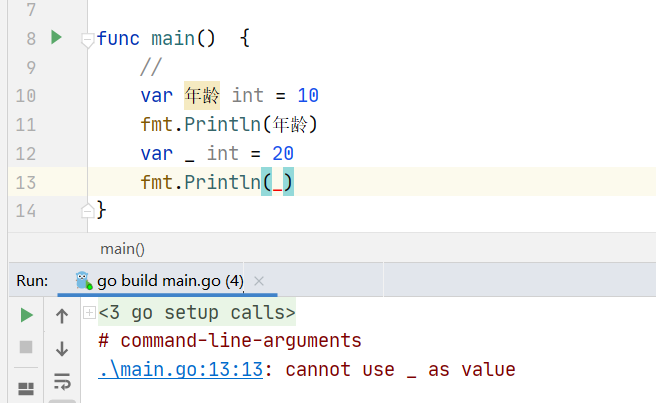 7
8 func main()  {
9 //
10 var 年龄 int = 10
11 fmt.Println(年龄)
12 var _ int = 20
13 fmt.Println(_)
14 }
main()
Run: go build main.go (4) ×
<3 go setup calls>
# command-line-arguments
.\main.go:13:13: cannot use _ as value